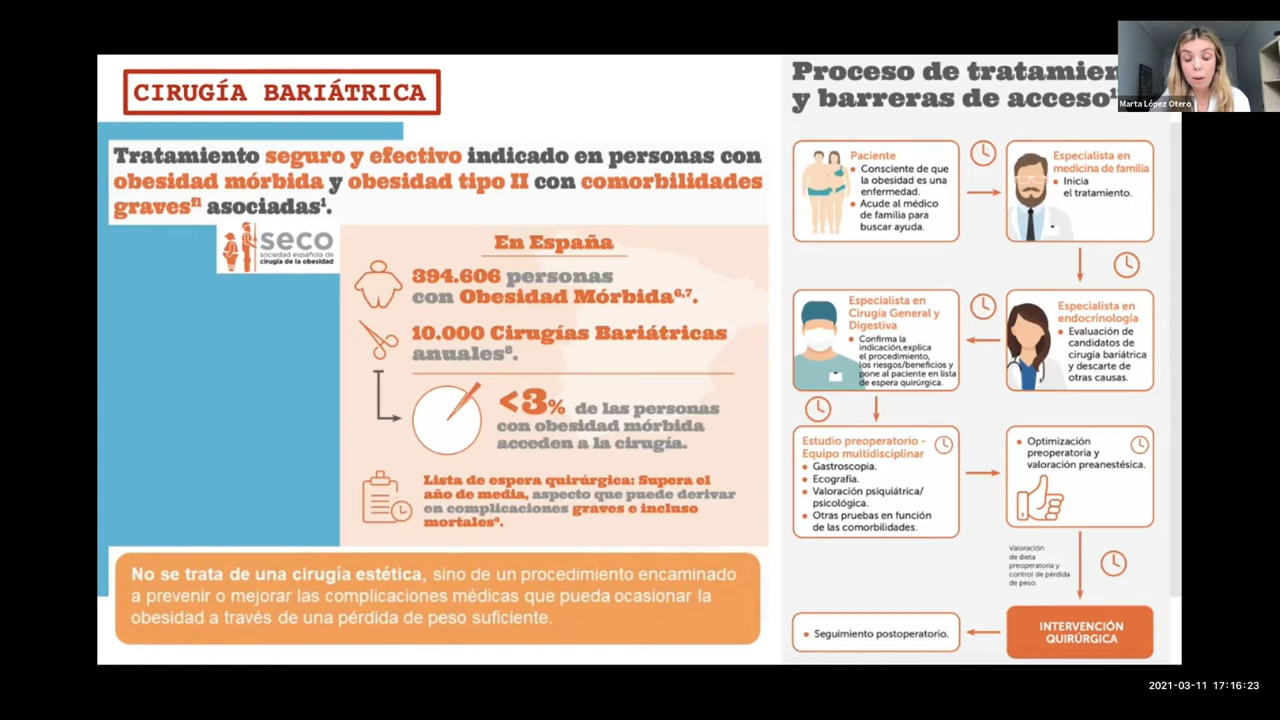 CIRUGÍA BARIÁTRICA
Tratamiento seguro y efectivo indicado en personas con
obesidad mórbida y obesidad tipo II con comorbilidades
graves asociadas¹.
seco
sociedad española de
cirugía de la obesidad
En España
394.606 personas
con Obesidad Mórbida⁶,⁷.
10.000 Cirugías Bariátricas
anuales⁸.
<3% de las personas
con obesidad mórbida
acceden a la cirugía.
Lista de espera quirúrgica: Supera el
año de media, aspecto que puede derivar
en complicaciones graves e incluso
mortales⁹.
No se trata de una cirugía estética, sino de un procedimiento encaminado
a prevenir o mejorar las complicaciones médicas que pueda ocasionar la
obesidad a través de una pérdida de peso suficiente.
Proceso de tratamien
y barreras de acceso
Marta López Otero
Paciente
• Consciente de que
la obesidad es una
enfermedad.
• Acude al médico
de familia para
buscar ayuda.
Especialista en
medicina de familia
• Inicia
el tratamiento.
Especialista en
Cirugía General y
Digestiva
• Confirma la
indicación,explica
el procedimiento,
los riesgos/beneficios y
pone al paciente en lista
de espera quirúrgica.
Especialista en
endocrinología
• Evaluación de
candidatos de
cirugía bariátrica
y descarte de
otras causas.
Estudio preoperatorio -
Equipo multidisciplinar
• Gastroscopia.
• Ecografía.
• Valoración psiquiátrica/
psicológica.
• Otras pruebas en función
de las comorbilidades.
• Optimización
preoperatoria y
valoración preanestésica.
Valoración
de dieta
preoperatoria y
control de pérdida
de peso.
• Seguimiento postoperatorio.
INTERVENCIÓN
QUIRÚRGICA
2021-03-11 17:16:23